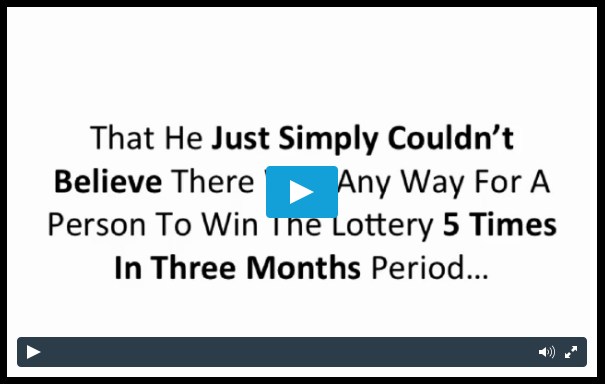 That He Just Simply Couldn't
Believe There Any Way For A
Person To Win The Lottery 5 Times
In Three Months Period...